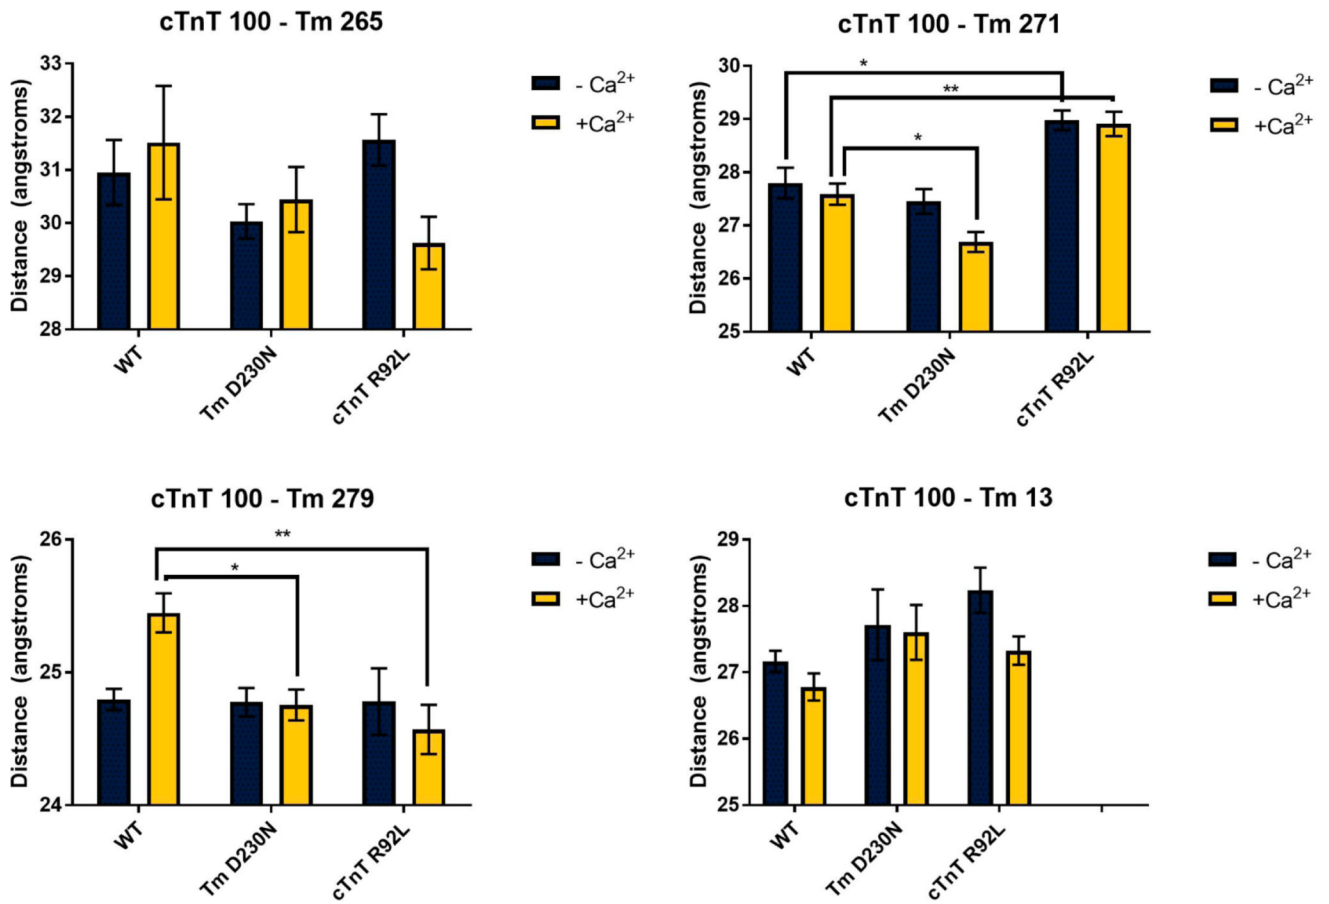 cTnT 100 - Tm 265
Distance (angstroms)
33
32
31
30
29
28
WT
Tm D230N
cTnT R92L
- Ca²⁺
+Ca²⁺
cTnT 100 - Tm 271
Distance (angstroms)
30
29
28
27
26
25
*
**
*
WT
Tm D230N
cTnT R92L
- Ca²⁺
+Ca²⁺
cTnT 100 - Tm 279
Distance (angstroms)
26
25
24
**
*
WT
Tm D230N
cTnT R92L
- Ca²⁺
+Ca²⁺
cTnT 100 - Tm 13
Distance (angstroms)
29
28
27
26
25
WT
Tm D230N
cTnT R92L
- Ca²⁺
+Ca²⁺